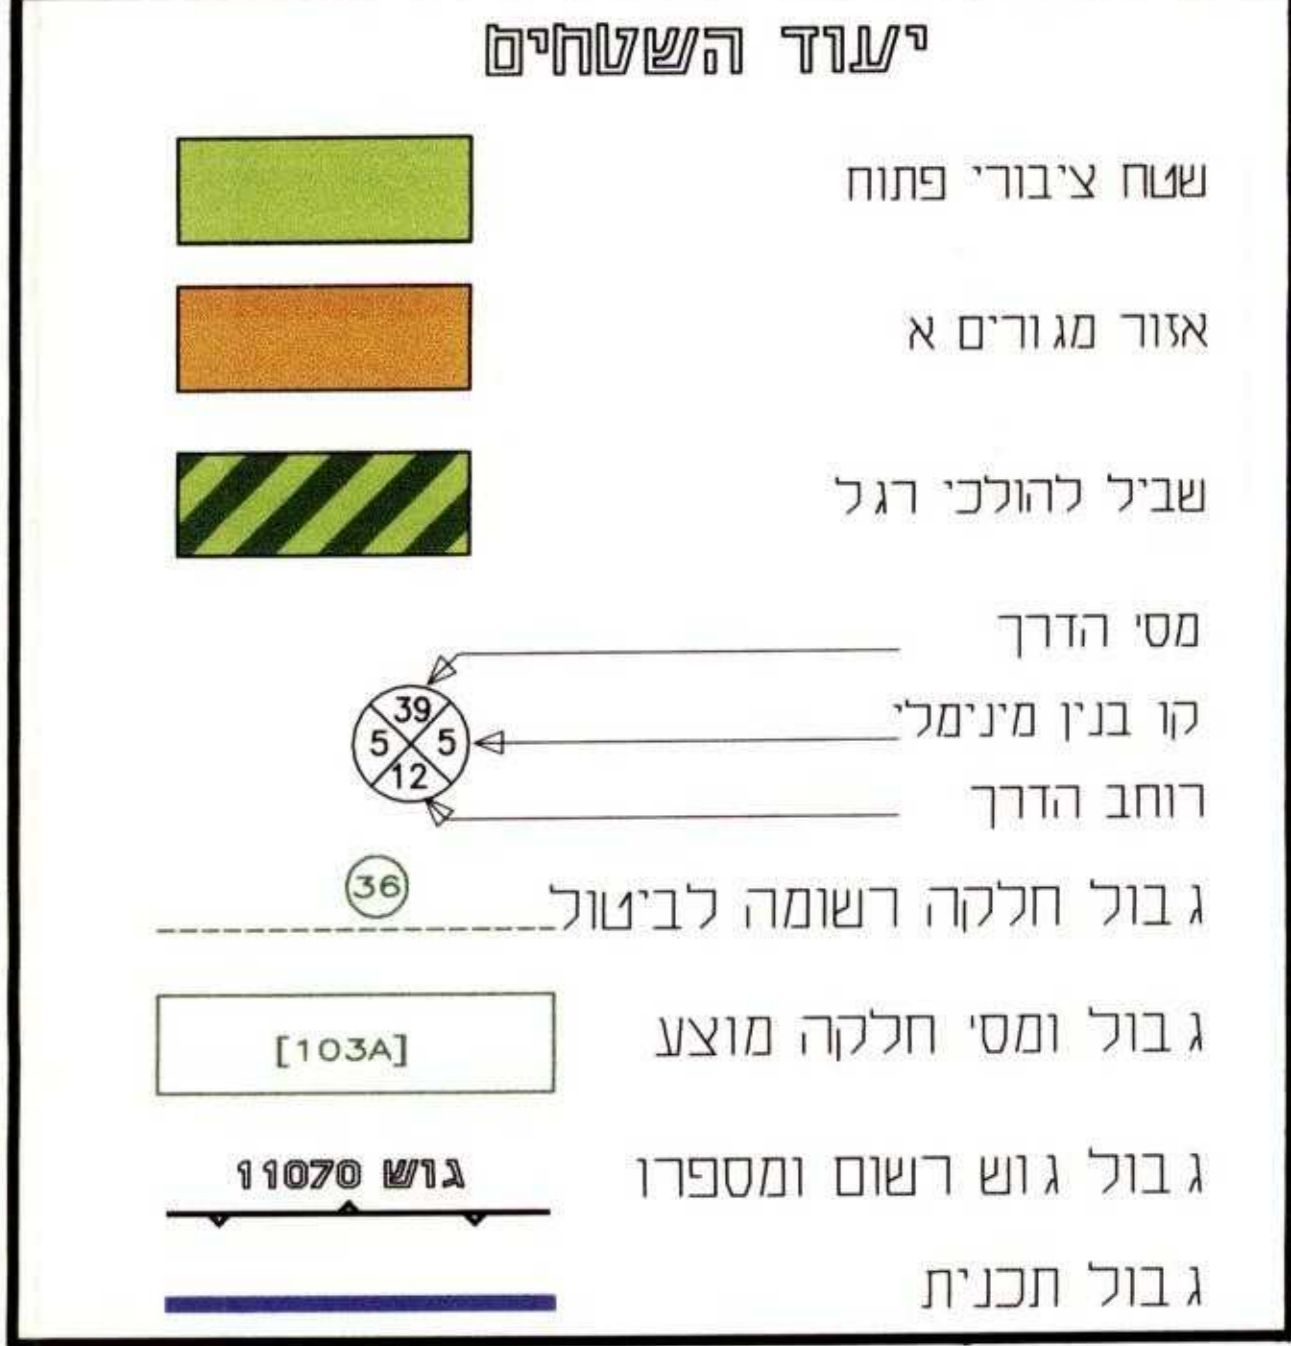 יעוד השטחים
שטח ציבורי פתוח
אזור מגורים א
שביל להולכי רגל
מסי הדרך
קו בנין מינימלי
רוחב הדרך
39
5 5
12
גבול חלקה רשומה לביטול
36
גבול ומסי חלקה מוצע
[103A]
גבול גוש רשום ומספרו
גוש 11070
גבול תכנית